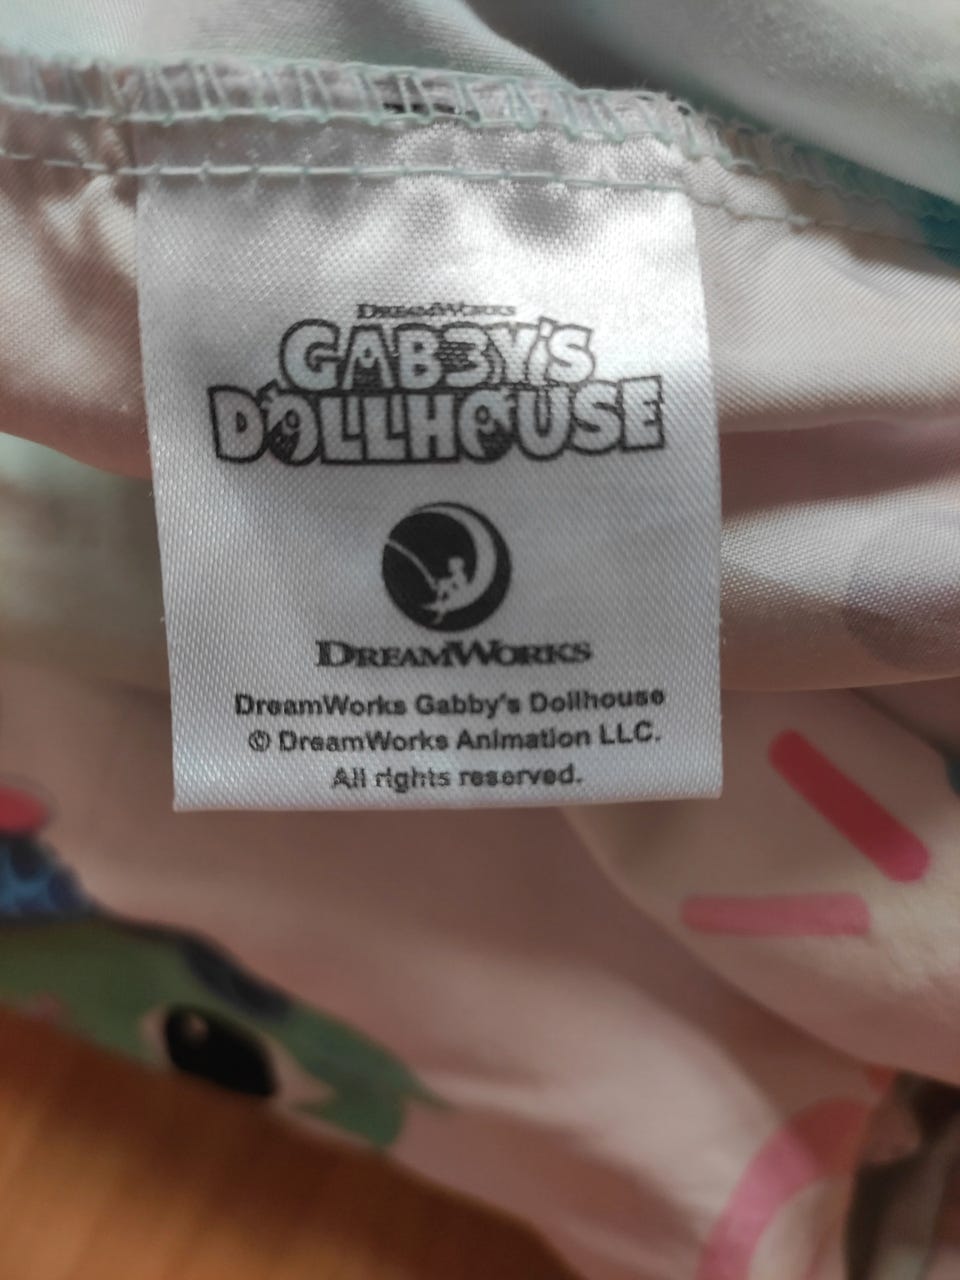 DREAMWORKS
GABBY'S
DOLLHOUSE
DREAMWORKS
DreamWorks Gabby's Dollhouse
© DreamWorks Animation LLC.
All rights reserved.